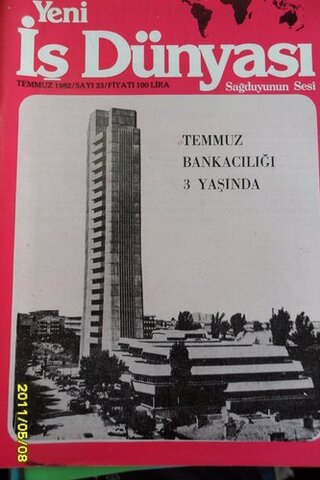 Yeni
İş Dünyası
TEMMUZ 1982/SAYI 33/FİYATI 100 LİRA
Sağduyunun Sesi
TEMMUZ
BANKACILIĞI
3 YAŞINDA
2011/05/08